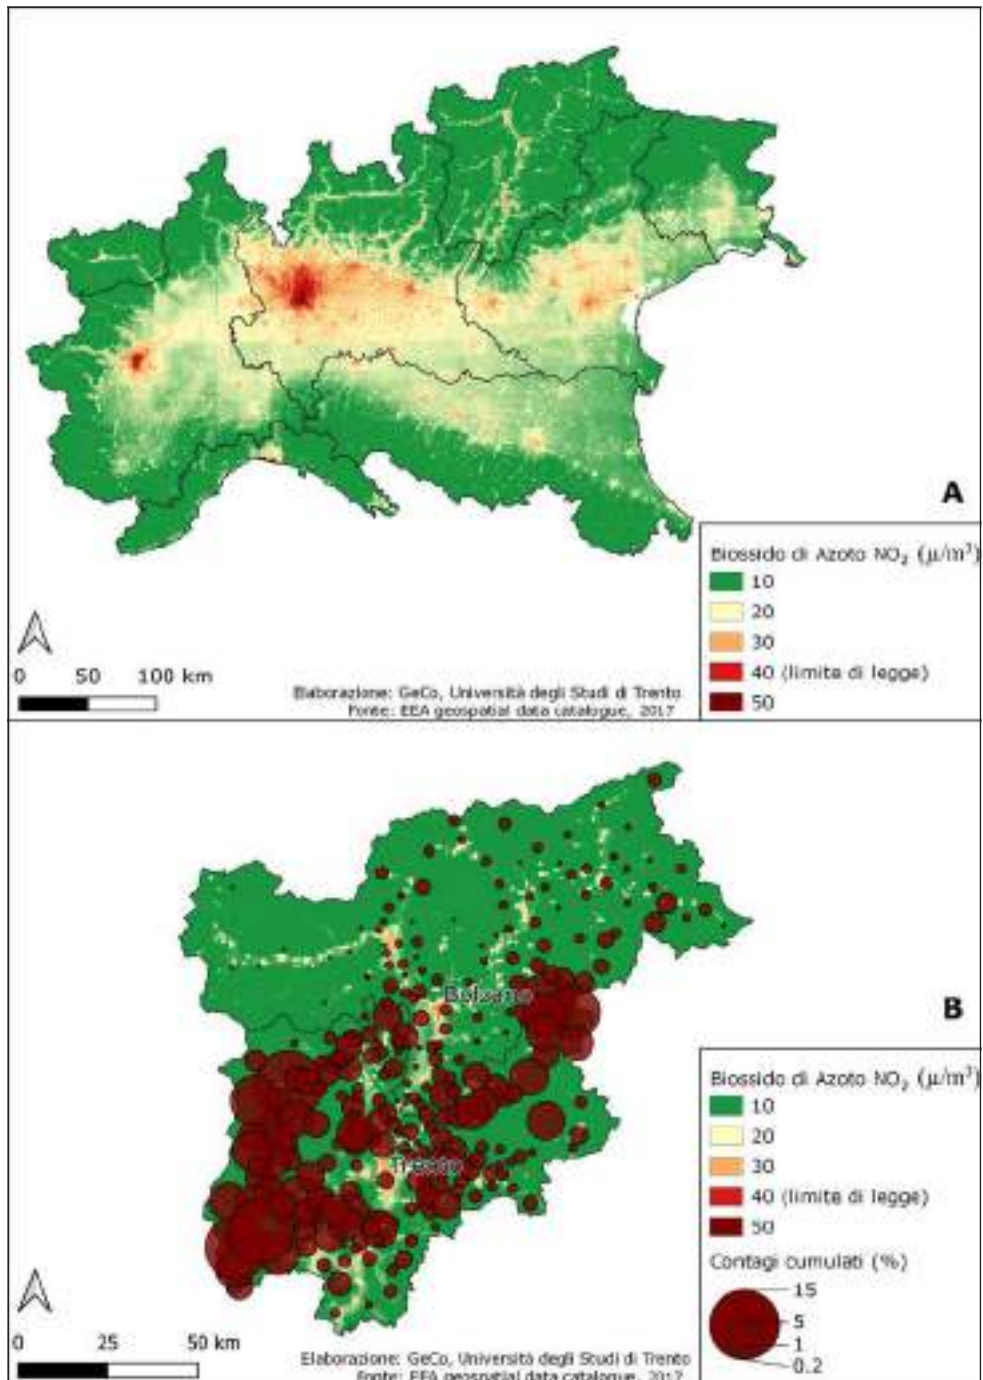 A
Biossido di Azoto NO₂ (μ/m³)
10
20
30
40 (limite di legge)
50
0 50 100 km
Elaborazione: GeCo, Università degli Studi di Trento
Fonte: EEA geospatial data catalogue, 2017
Bolzano
Trento
B
Biossido di Azoto NO₂ (μ/m³)
10
20
30
40 (limite di legge)
50
Contagi cumulati (%)
15
5
1
0.2
0 25 50 km
Elaborazione: GeCo, Università degli Studi di Trento
Fonte: EEA geospatial data catalogue, 2017